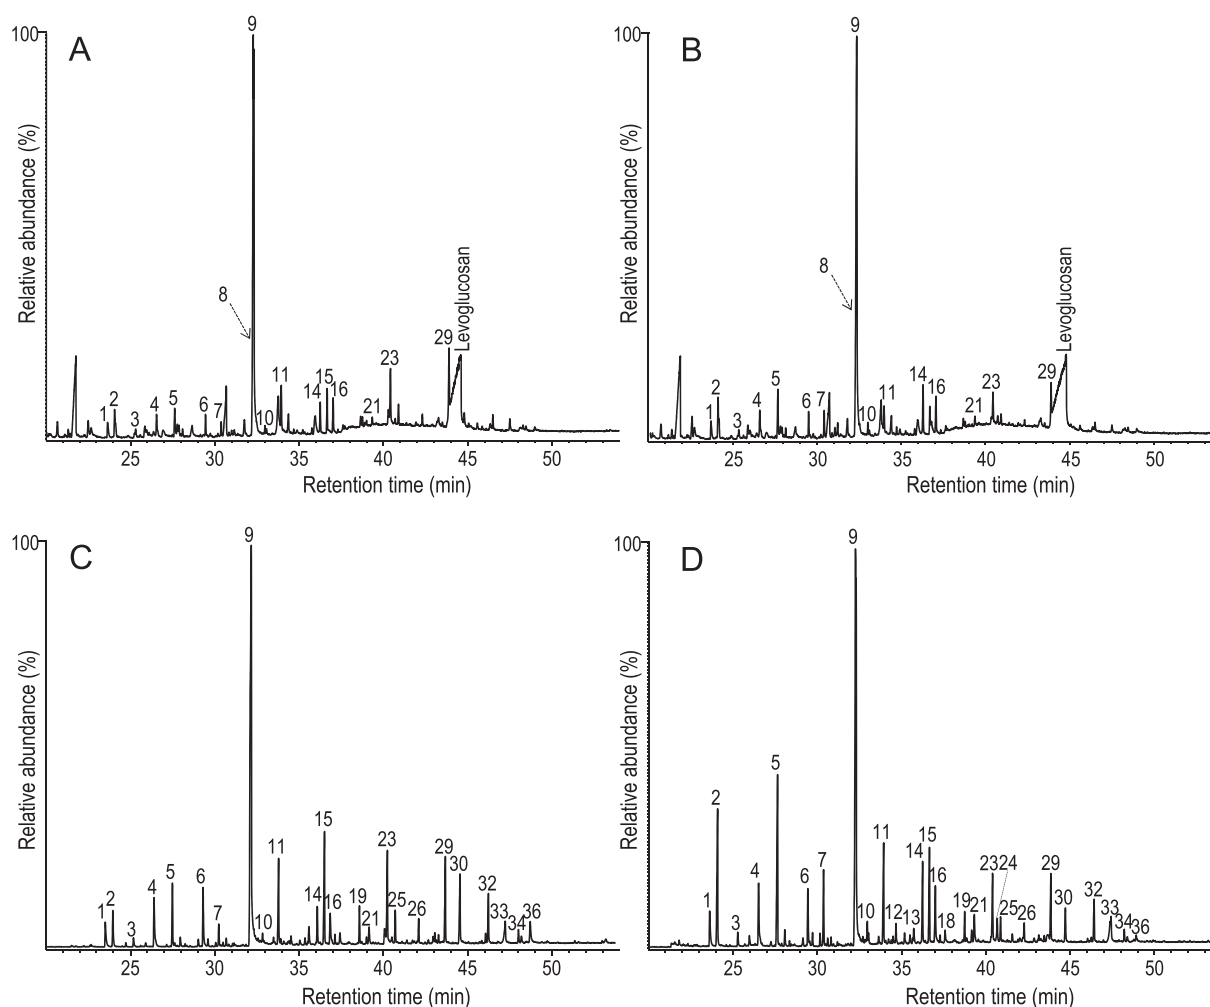 A
100
Relative abundance (%)
9
8
Levoglucosan
29
23
11
15
14
16
1 2 3 4 5 6 7 10 21
25 30 35 40 45 50
Retention time (min)
B
100
Relative abundance (%)
9
8
Levoglucosan
29
23
14
16
11
1 2 3 4 5 6 7 10 21
25 30 35 40 45 50
Retention time (min)
C
100
Relative abundance (%)
9
15
11
23
29
30
1 2 3 4 5 6 7 10 14 16 19 21 25 26 32 33 34 36
25 30 35 40 45 50
Retention time (min)
D
100
Relative abundance (%)
9
5
2
11
15
14
4
7
16
23 24
29
1 3 6 10 12 13 18 19 21 25 26 30 32 33 34 36
25 30 35 40 45 50
Retention time (min)